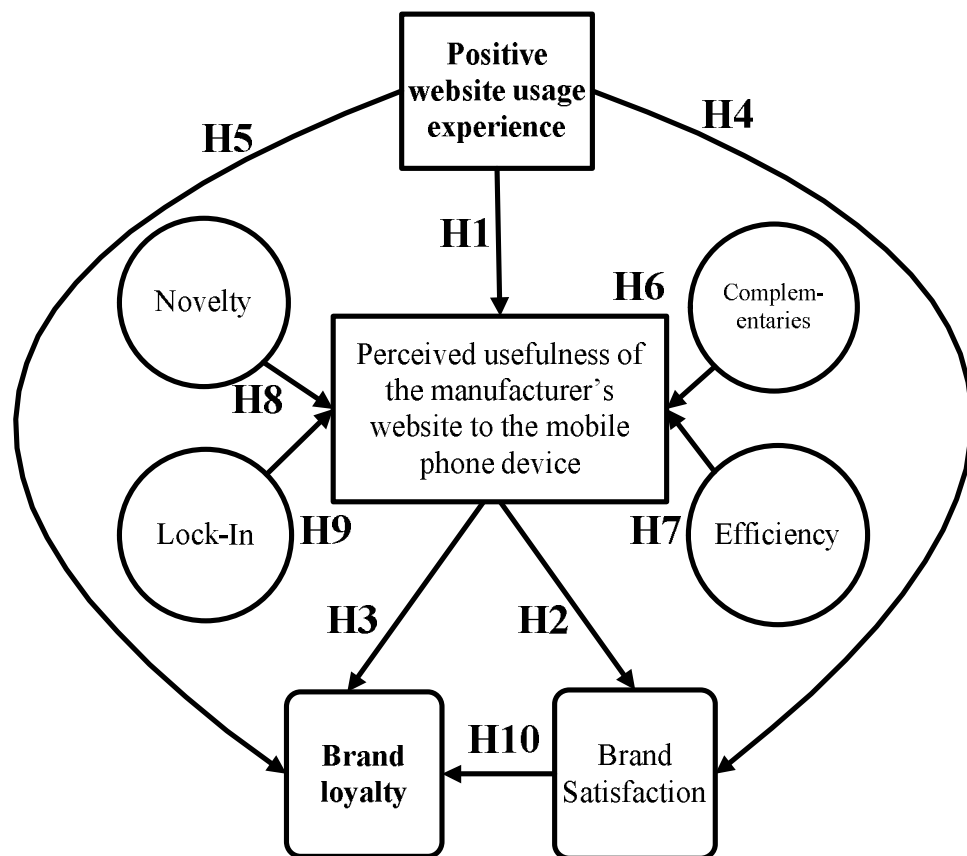 Positive
website usage
experience
H5
H4
H1
Novelty
H6
Complem-
entaries
Perceived usefulness of
the manufacturer's
website to the mobile
phone device
H8
Lock-In
H9
H7
Efficiency
H3
H2
Brand
loyalty
H10
Brand
Satisfaction